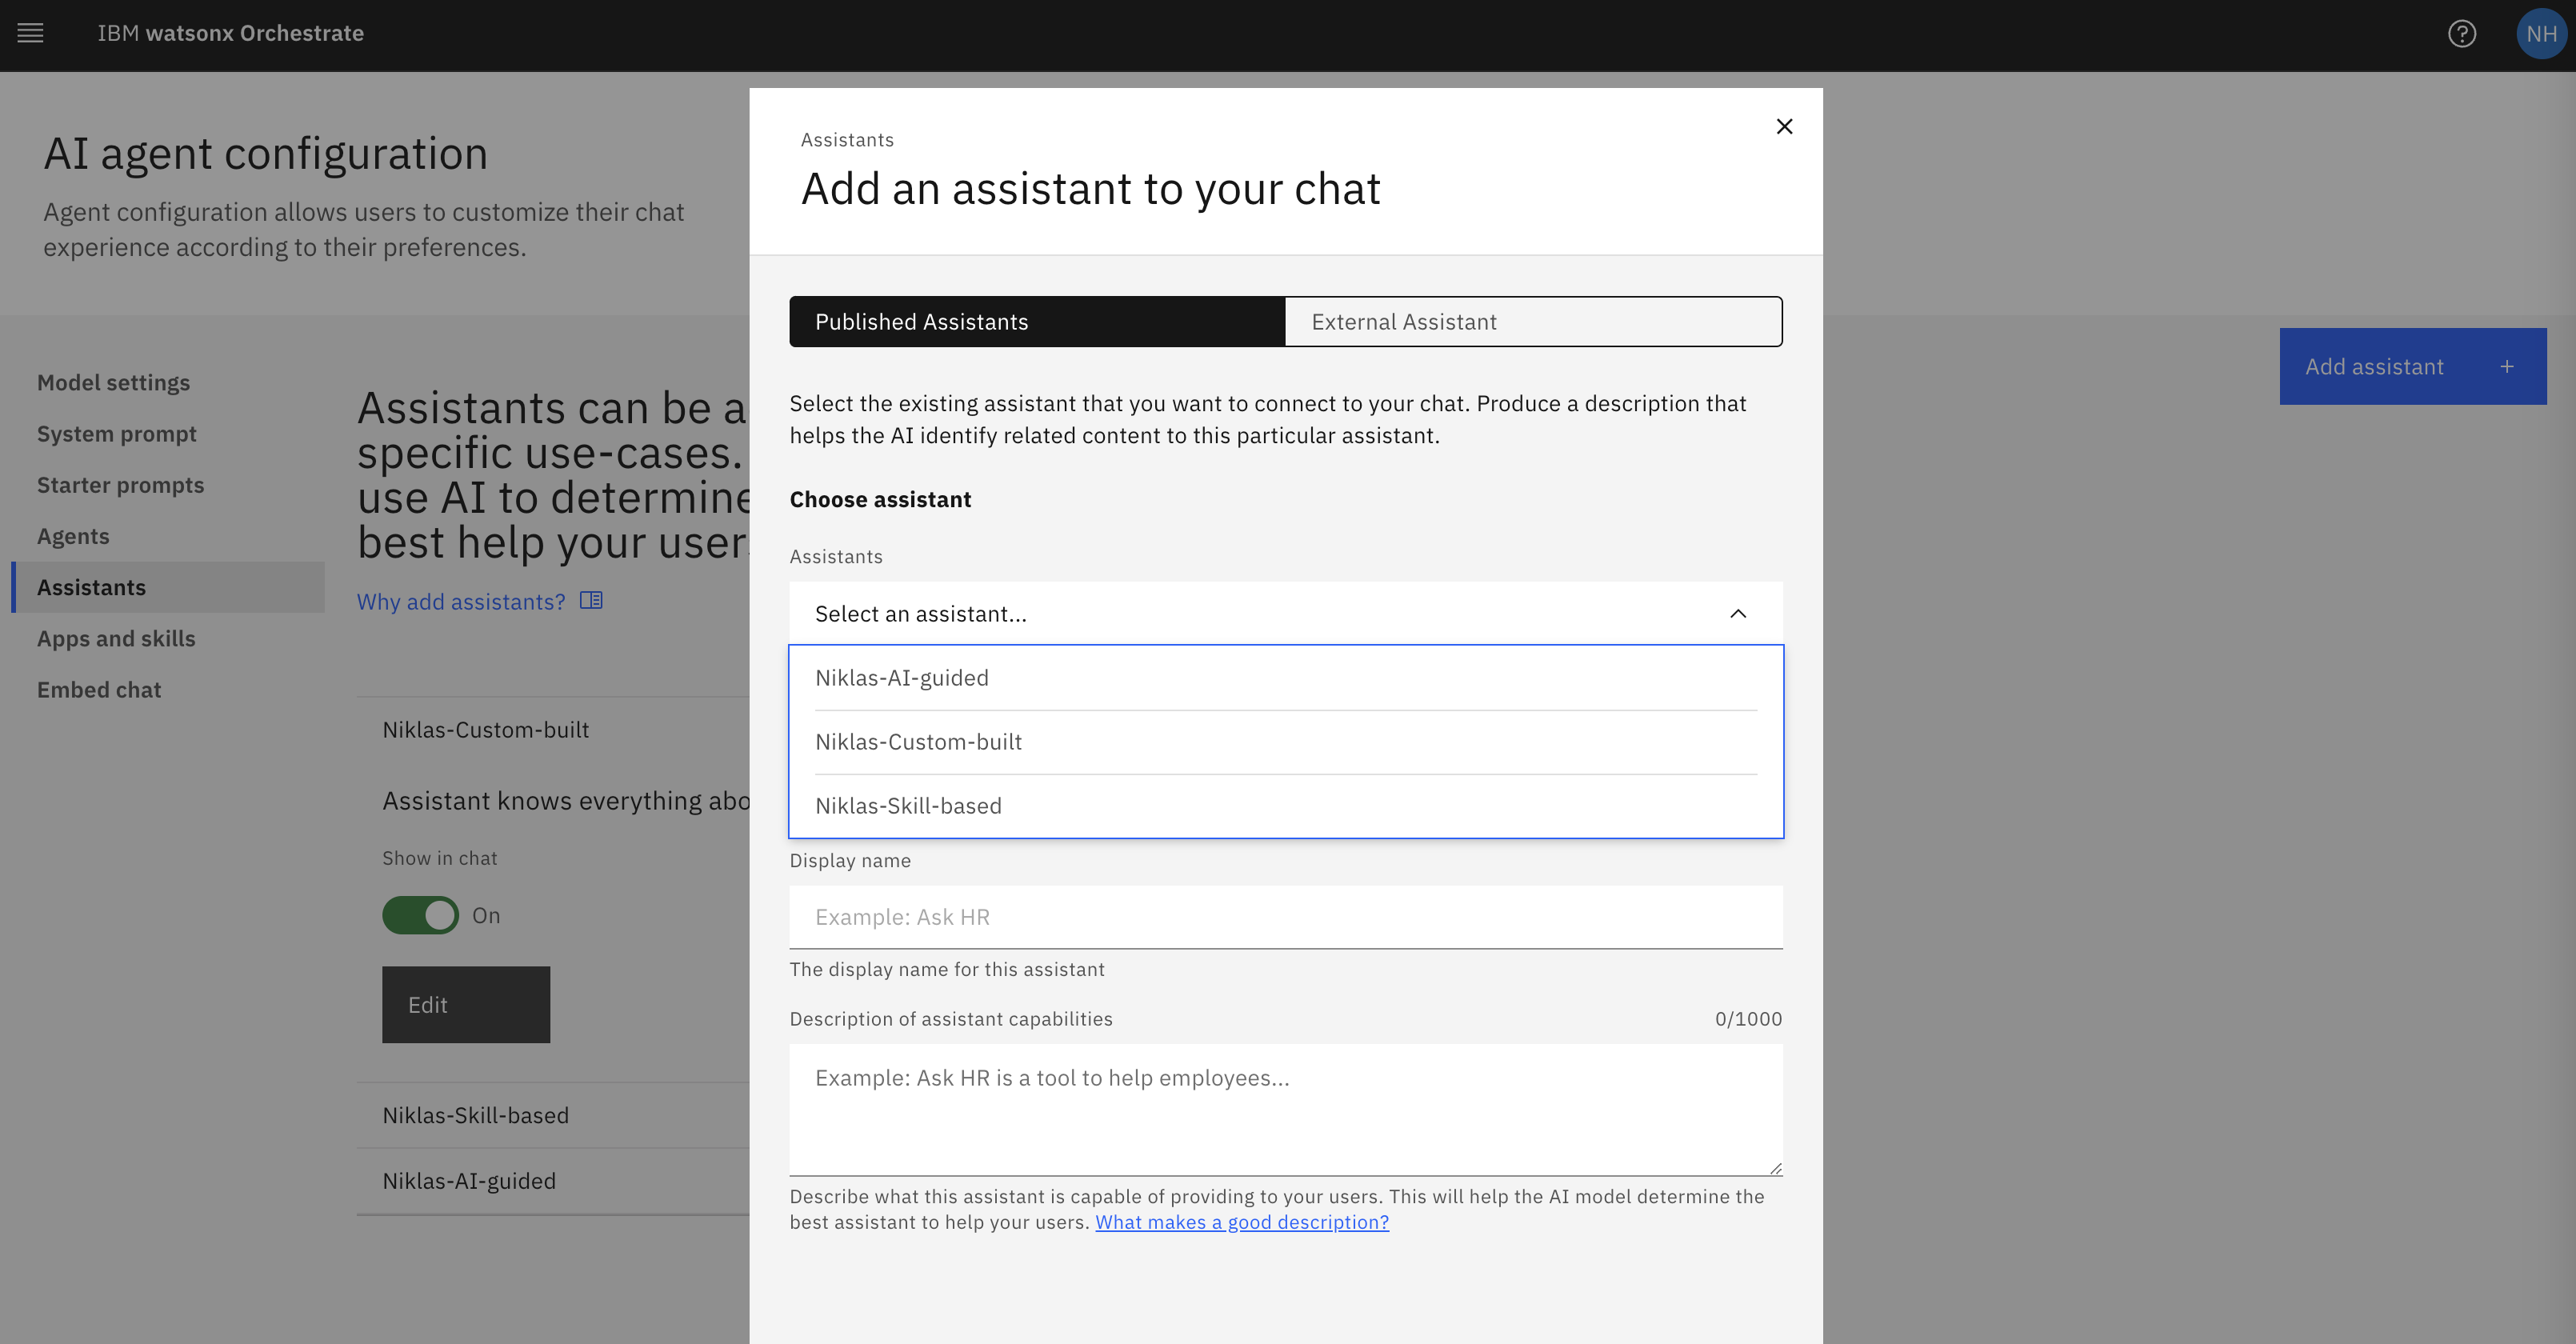 IBM watsonx Orchestrate
NH
AI agent configuration
Agent configuration allows users to customize their chat
experience according to their preferences.
Model settings
System prompt
Starter prompts
Agents
Assistants
Apps and skills
Embed chat
Assistants can be a
specific use-cases.
use AI to determine
best help your user
Why add assistants?
Niklas-Custom-built
Assistant knows everything abo
Show in chat
On
Edit
Niklas-Skill-based
Niklas-AI-guided
Add assistant +
Assistants
Add an assistant to your chat
Published Assistants
External Assistant
Select the existing assistant that you want to connect to your chat. Produce a description that
helps the AI identify related content to this particular assistant.
Choose assistant
Assistants
Select an assistant...
Niklas-AI-guided
Niklas-Custom-built
Niklas-Skill-based
Display name
Example: Ask HR
The display name for this assistant
Description of assistant capabilities
0/1000
Example: Ask HR is a tool to help employees...
Describe what this assistant is capable of providing to your users. This will help the AI model determine the
best assistant to help your users. What makes a good description?